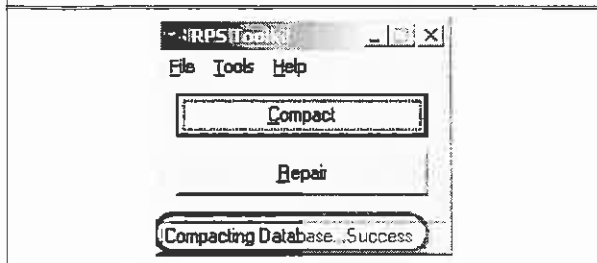 RPS Toolkit
File Tools Help
Compact
Repair
Compacting Database...Success